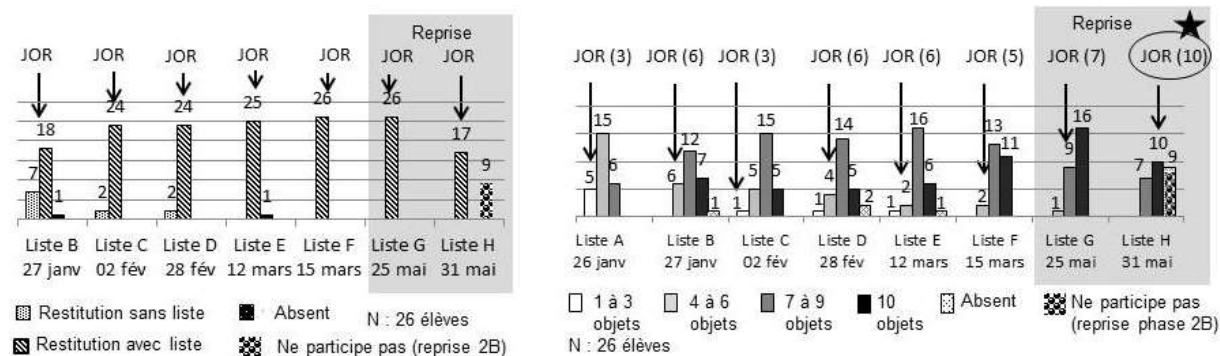 Reprise
JOR JOR JOR JOR JOR JOR JOR
18 24 24 25 26 26 17
7 1 2 2 1 9
Liste B Liste C Liste D Liste E Liste F Liste G Liste H
27 janv 02 fév 28 fév 12 mars 15 mars 25 mai 31 mai
Restitution sans liste Absent N : 26 élèves
Restitution avec liste Ne participe pas (reprise 2B)
Reprise
JOR (3) JOR (6) JOR (3) JOR (6) JOR (6) JOR (5) JOR (7) JOR (10)
5 15 6 6 12 7 1 1 5 15 5 1 4 14 5 2 1 2 16 6 1 2 13 11 1 9 16 7 10 9
Liste A Liste B Liste C Liste D Liste E Liste F Liste G Liste H
26 janv 27 janv 02 fév 28 fév 12 mars 15 mars 25 mai 31 mai
1 à 3 objets 4 à 6 objets 7 à 9 objets 10 objets Absent Ne participe pas (reprise phase 2B)
N : 26 élèves